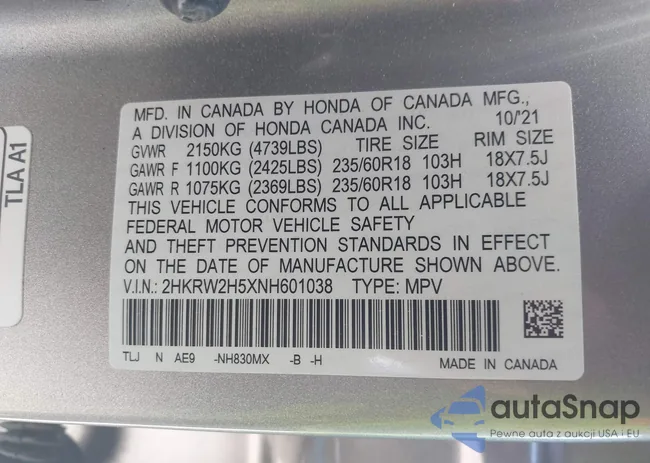 MFD. IN CANADA BY HONDA OF CANADA MFG.,
A DIVISION OF HONDA CANADA INC. 10/'21
GVWR 2150KG (4739LBS) TIRE SIZE RIM SIZE
GAWR F 1100KG (2425LBS) 235/60R18 103H 18X7.5J
GAWR R 1075KG (2369LBS) 235/60R18 103H 18X7.5J
THIS VEHICLE CONFORMS TO ALL APPLICABLE
FEDERAL MOTOR VEHICLE SAFETY
AND THEFT PREVENTION STANDARDS IN EFFECT
ON THE DATE OF MANUFACTURE SHOWN ABOVE.
V.I.N.: 2HKRW2H5XNH601038 TYPE: MPV
TLJ N AE9 -NH830MX -B -H MADE IN CANADA
TLA A1
autaSnap
Pewne auta z aukcji USA i EU